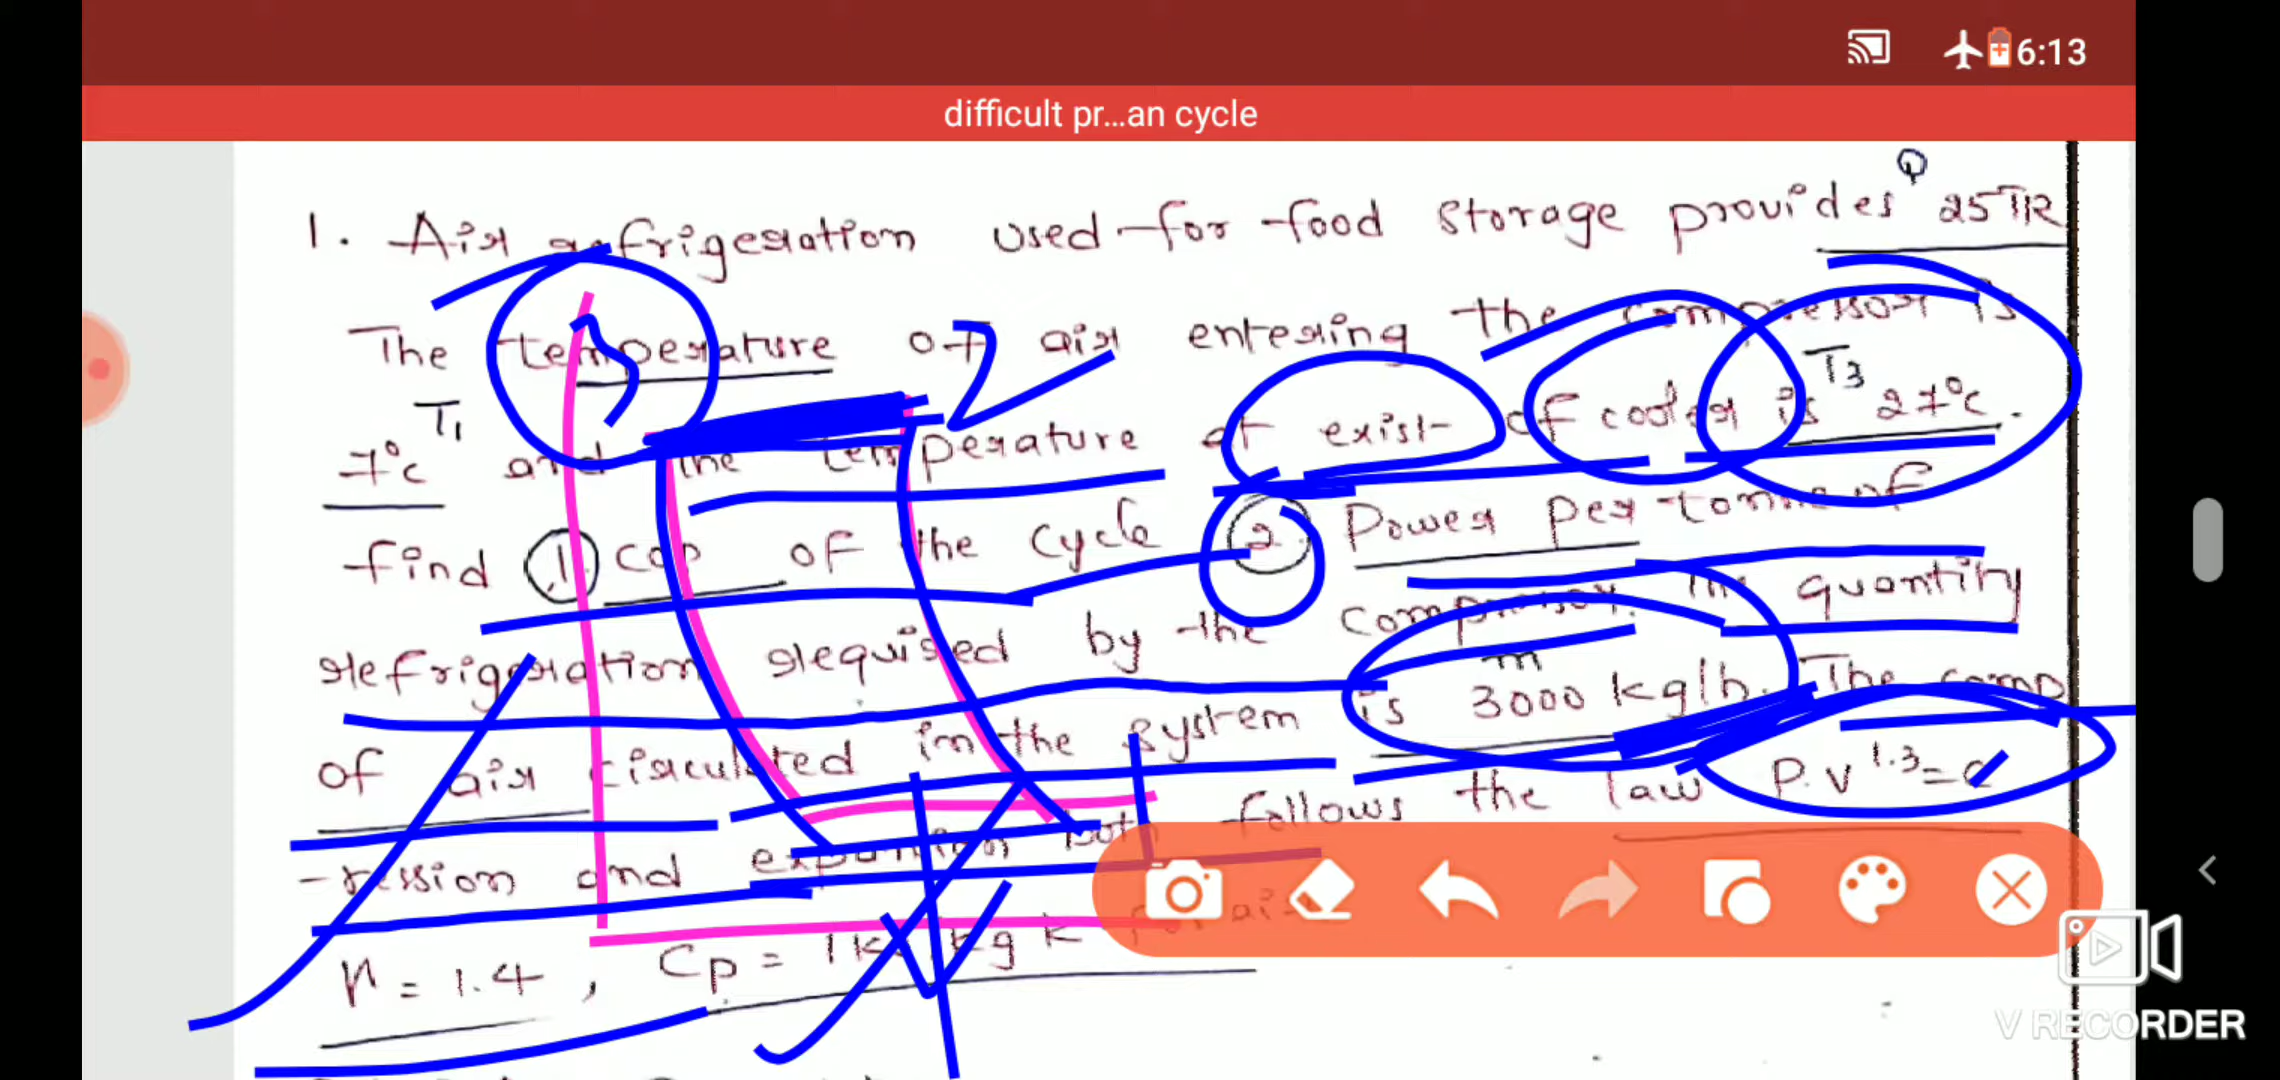 6:13
difficult pr...an cycle
Q
1. Air refrigeration used for food storage provides 25TR
The temperature of air entering the compressor is
T1 T3
7°C and the temperature at exist of cooler is 27°C.
find ① COP of the cycle ② Power per tonne of
refrigeration required by the compressor. The quantity
m
of air circulated in the system is 3000 kg/h. The comp
-ression and expansion both follows the law P.V^1.3=C
γ = 1.4, Cp = 1kJ/kg K for air
V RECORDER